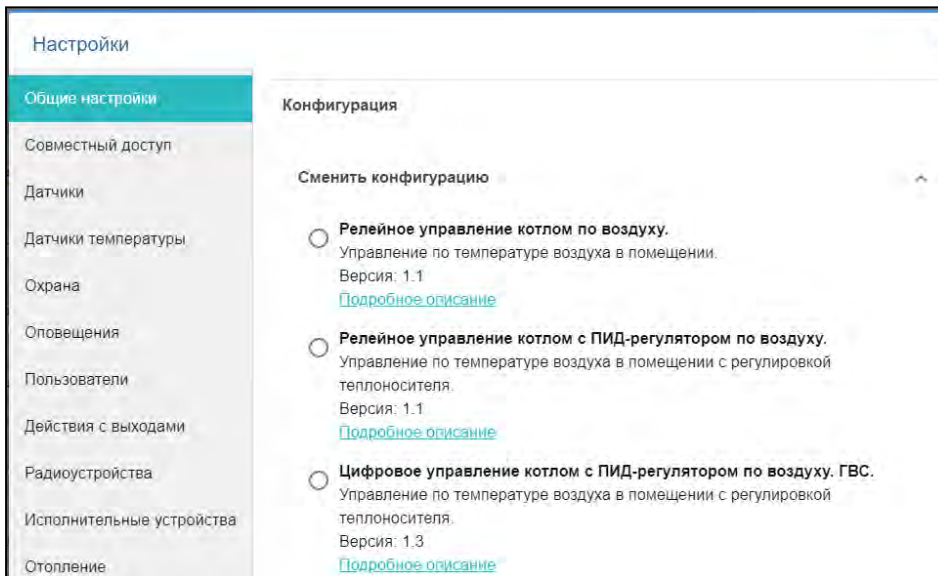 Настройки
Общие настройки
Совместный доступ
Датчики
Датчики температуры
Охрана
Оповещения
Пользователи
Действия с выходами
Радиоустройства
Исполнительные устройства
Отопление
Конфигурация
Сменить конфигурацию
Релейное управление котлом по воздуху.
Управление по температуре воздуха в помещении.
Версия: 1.1
Подробное описание
Релейное управление котлом с ПИД-регулятором по воздуху.
Управление по температуре воздуха в помещении с регулировкой
теплоносителя.
Версия: 1.1
Подробное описание
Цифровое управление котлом с ПИД-регулятором по воздуху. ГВС.
Управление по температуре воздуха в помещении с регулировкой
теплоносителя.
Версия: 1.3
Подробное описание